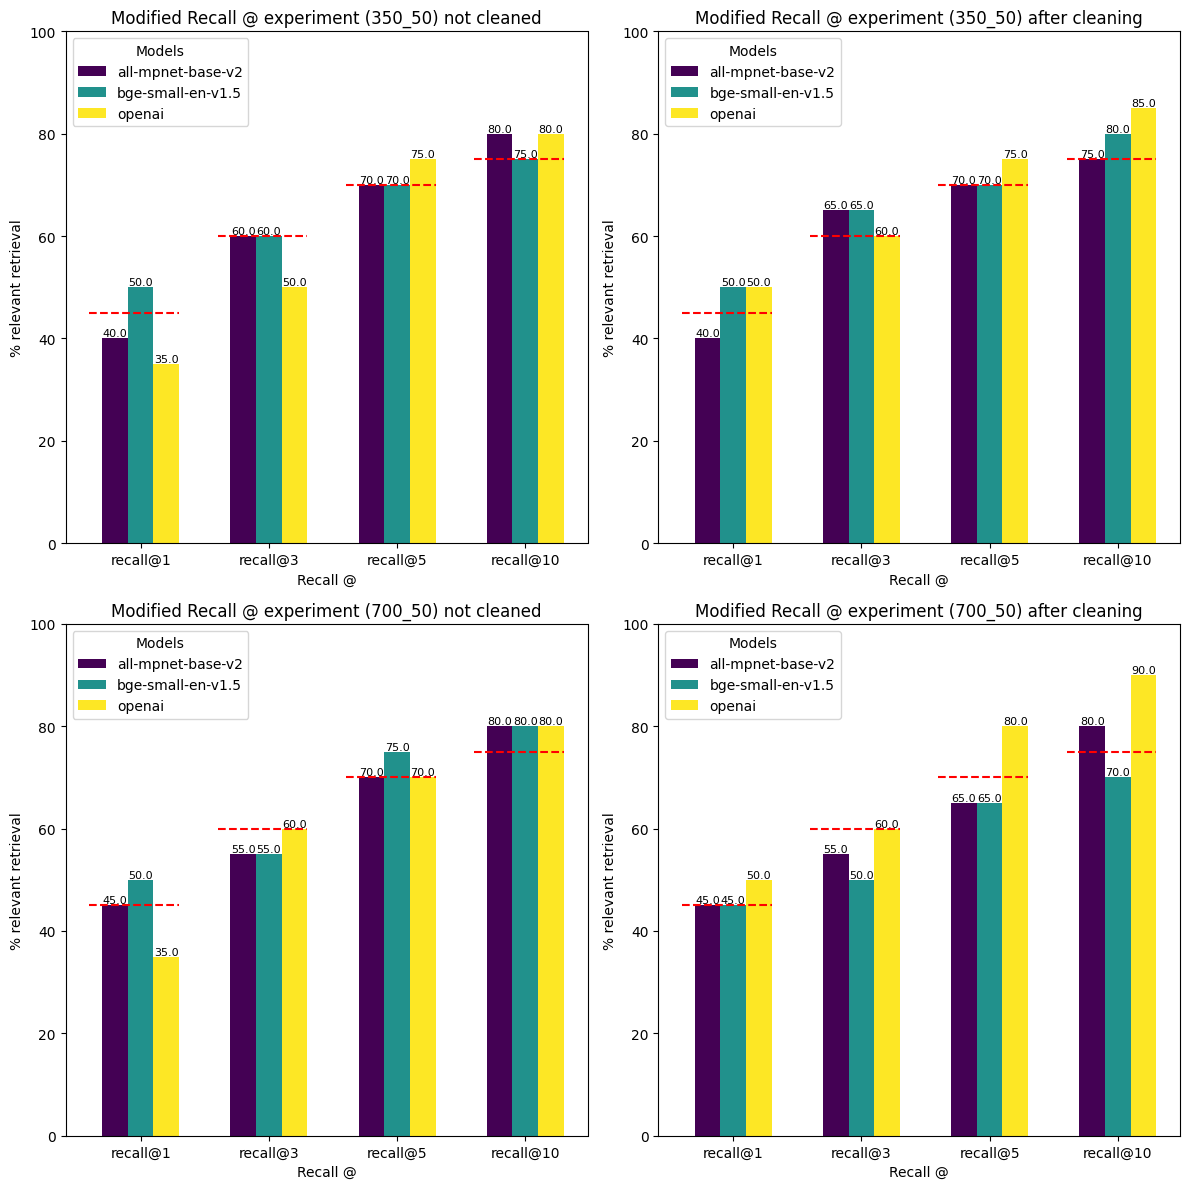 Modified Recall @ experiment (350_50) not cleaned
100
80
60
40
20
0
% relevant retrieval
Models
all-mpnet-base-v2
bge-small-en-v1.5
openai
40.0 50.0 35.0
60.0 60.0 50.0
70.0 70.0 75.0
80.0 75.0 80.0
recall@1 recall@3 recall@5 recall@10
Recall @
Modified Recall @ experiment (350_50) after cleaning
100
80
60
40
20
0
% relevant retrieval
Models
all-mpnet-base-v2
bge-small-en-v1.5
openai
40.0 50.0 50.0
65.0 65.0 60.0
70.0 70.0 75.0
75.0 80.0 85.0
recall@1 recall@3 recall@5 recall@10
Recall @
Modified Recall @ experiment (700_50) not cleaned
100
80
60
40
20
0
% relevant retrieval
Models
all-mpnet-base-v2
bge-small-en-v1.5
openai
45.0 50.0 35.0
55.0 55.0 60.0
70.0 75.0 70.0
80.0 80.0 80.0
recall@1 recall@3 recall@5 recall@10
Recall @
Modified Recall @ experiment (700_50) after cleaning
100
80
60
40
20
0
% relevant retrieval
Models
all-mpnet-base-v2
bge-small-en-v1.5
openai
45.0 45.0 50.0
55.0 50.0 60.0
65.0 65.0 80.0
80.0 70.0 90.0
recall@1 recall@3 recall@5 recall@10
Recall @